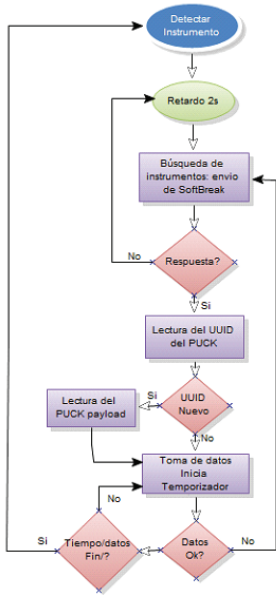 Detectar
Instrumento
Retardo 2s
Búsqueda de
instrumentos: envio
de SoftBreak
No
Respuesta?
Si
Lectura del UUID
del PUCK
Lectura del
PUCK payload
Si
UUID
Nuevo
No
Toma de datos
Inicia
Temporizador
No
Si
Tiempo/datos
Fin/?
Datos
Ok?
No